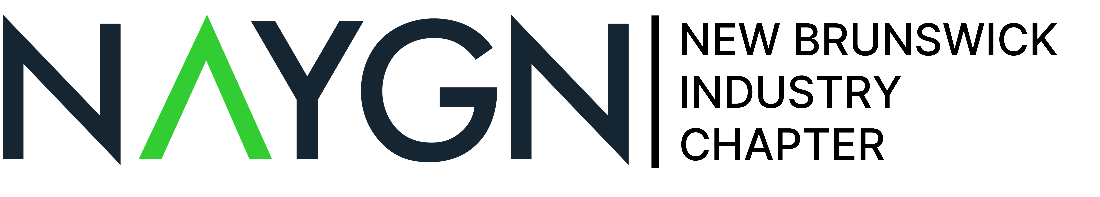 NAYGN
NEW BRUNSWICK
INDUSTRY
CHAPTER